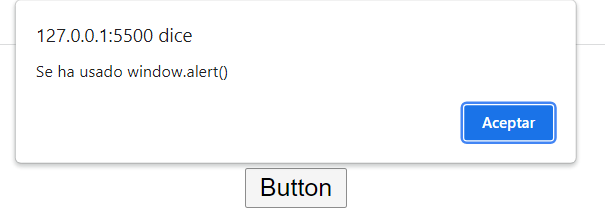 127.0.0.1:5500 dice
Se ha usado window.alert()
Aceptar
Button